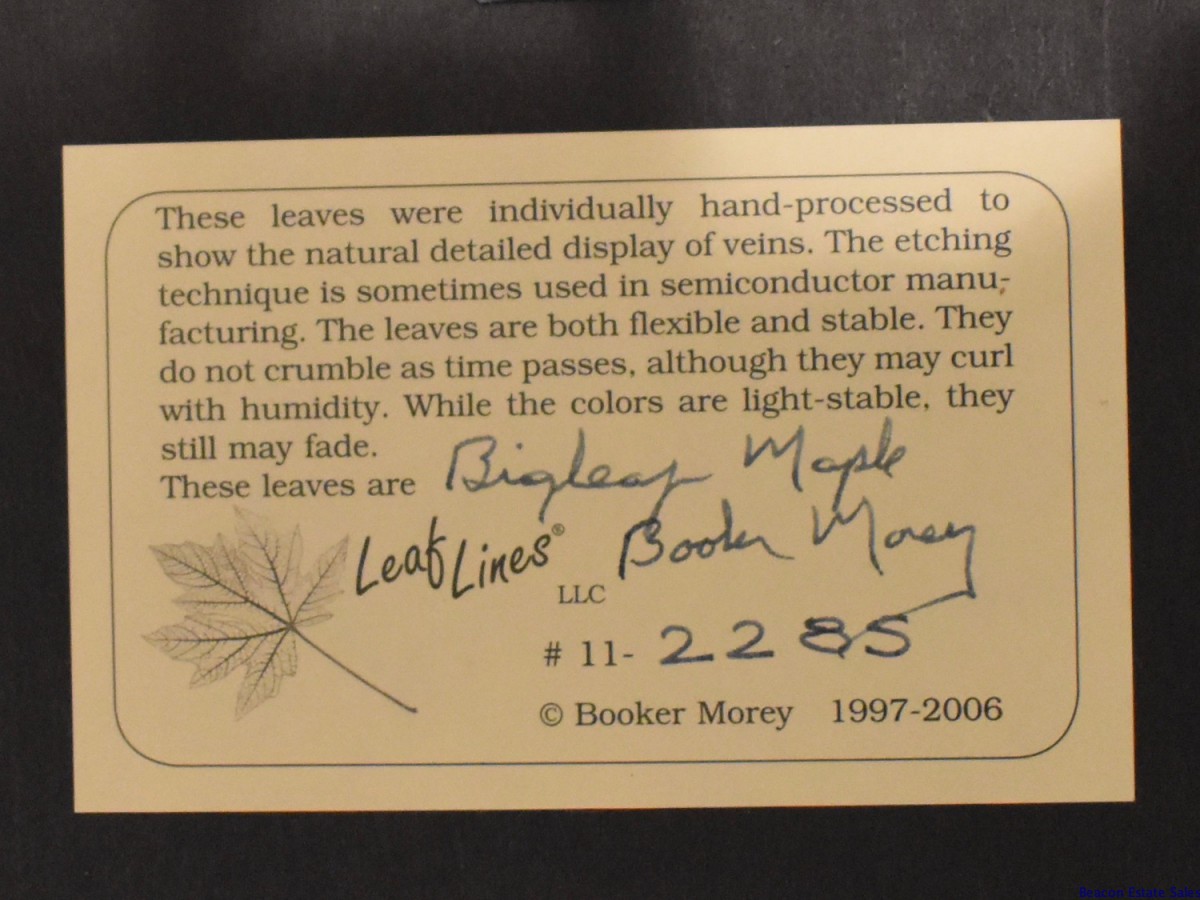 These leaves were individually hand-processed to
show the natural detailed display of veins. The etching
technique is sometimes used in semiconductor manu-
facturing. The leaves are both flexible and stable. They
do not crumble as time passes, although they may curl
with humidity. While the colors are light-stable, they
still may fade.
These leaves are Bigleaf Maple
Leaf Lines® LLC Booker Morey
# 11- 2285
© Booker Morey 1997-2006
Beacon Estate Sales